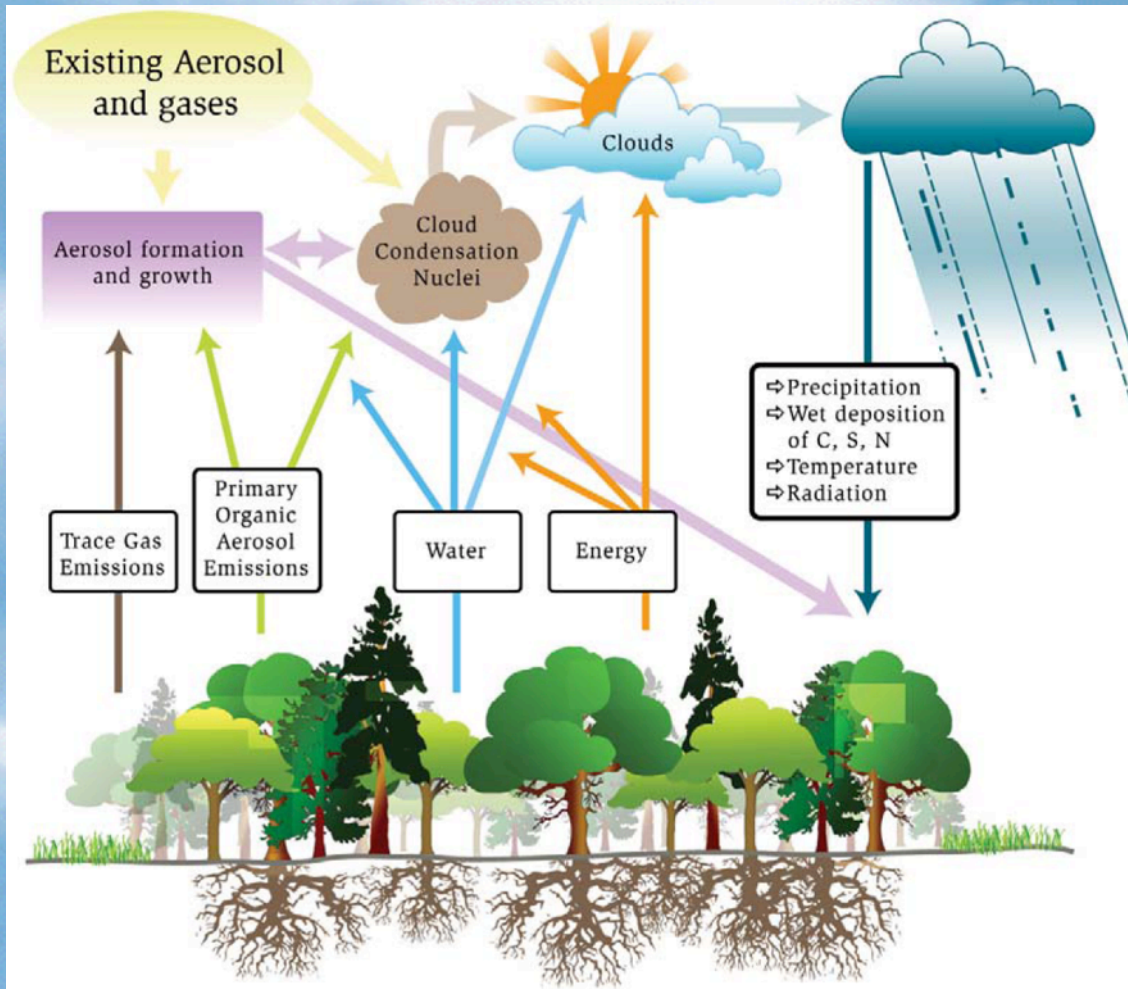 Existing Aerosol
and gases
Clouds
Aerosol formation
and growth
Cloud
Condensation
Nuclei
⇨Precipitation
⇨Wet deposition
of C, S, N
⇨Temperature
⇨Radiation
Trace Gas
Emissions
Primary
Organic
Aerosol
Emissions
Water
Energy